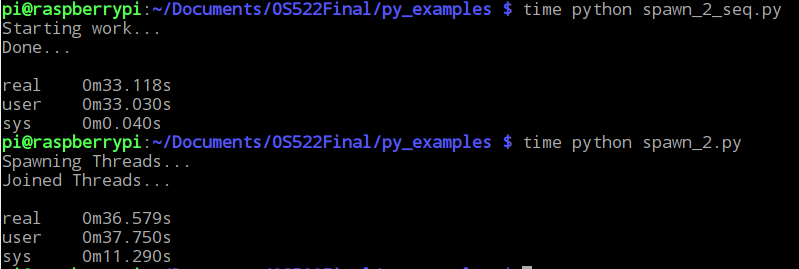 pi@raspberrypi:~/Documents/OS522Final/py_examples $ time python spawn_2_seq.py
Starting work...
Done...
real 0m33.118s
user 0m33.030s
sys 0m0.040s
pi@raspberrypi:~/Documents/OS522Final/py_examples $ time python spawn_2.py
Spawning Threads...
Joined Threads...
real 0m36.579s
user 0m37.750s
sys 0m11.290s